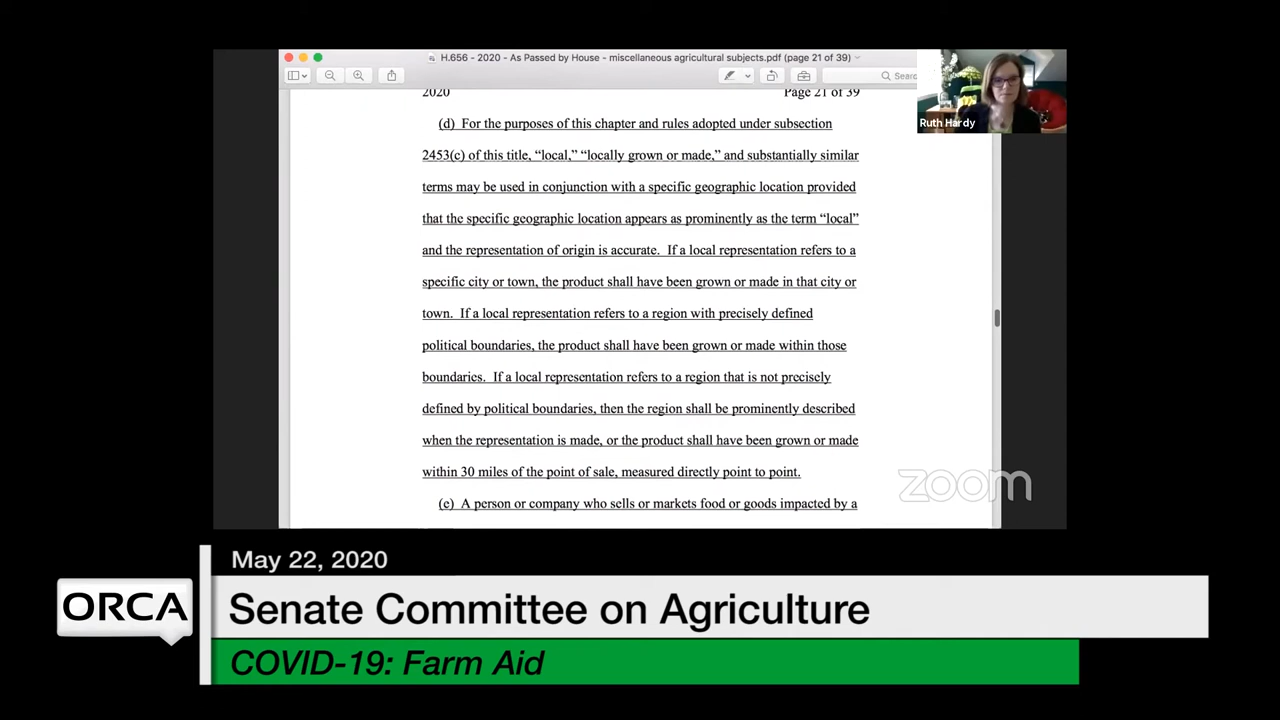 H.656 - 2020 - As Passed by House - miscellaneous agricultural subjects.pdf (page 21 of 39)
Searc
Ruth Hardy
2020 Page 21 of 39
(d) For the purposes of this chapter and rules adopted under subsection
2453(c) of this title, “local,” “locally grown or made,” and substantially similar
terms may be used in conjunction with a specific geographic location provided
that the specific geographic location appears as prominently as the term “local”
and the representation of origin is accurate. If a local representation refers to a
specific city or town, the product shall have been grown or made in that city or
town. If a local representation refers to a region with precisely defined
political boundaries, the product shall have been grown or made within those
boundaries. If a local representation refers to a region that is not precisely
defined by political boundaries, then the region shall be prominently described
when the representation is made, or the product shall have been grown or made
within 30 miles of the point of sale, measured directly point to point.
(e) A person or company who sells or markets food or goods impacted by a
zoom
May 22, 2020
ORCA
Senate Committee on Agriculture
COVID-19: Farm Aid